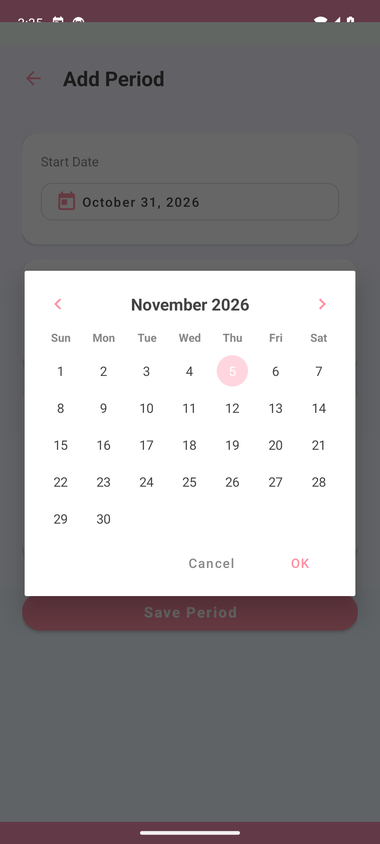 Add Period
Start Date
October 31, 2026
November 2026
Sun Mon Tue Wed Thu Fri Sat
1 2 3 4 5 6 7
8 9 10 11 12 13 14
15 16 17 18 19 20 21
22 23 24 25 26 27 28
29 30
Cancel OK
Save Period